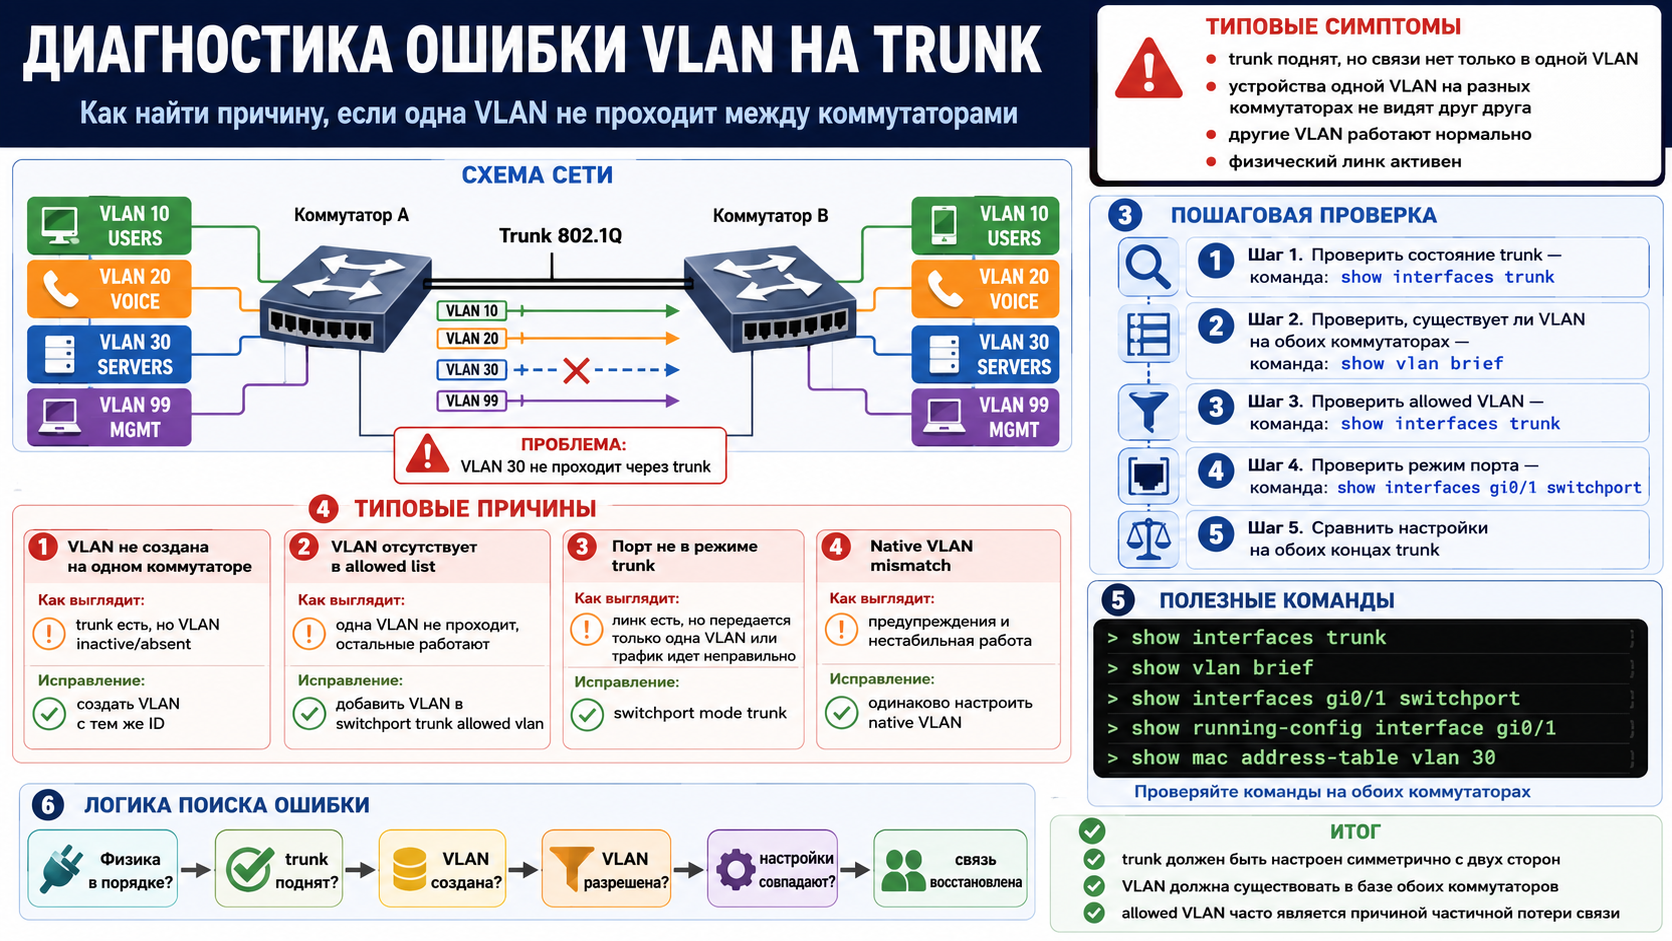 ДИАГНОСТИКА ОШИБКИ VLAN НА TRUNK
Как найти причину, если одна VLAN не проходит между коммутаторами
ТИПОВЫЕ СИМПТОМЫ
trunk поднят, но связи нет только в одной VLAN
устройства одной VLAN на разных
коммутаторах не видят друг друга
другие VLAN работают нормально
физический линк активен
СХЕМА СЕТИ
VLAN 10
USERS
VLAN 20
VOICE
VLAN 30
SERVERS
VLAN 99
MGMT
Коммутатор A
Trunk 802.1Q
Коммутатор B
VLAN 10
VLAN 20
VLAN 30
VLAN 99
VLAN 10
USERS
VLAN 20
VOICE
VLAN 30
SERVERS
VLAN 99
MGMT
ПРОБЛЕМА:
VLAN 30 не проходит через trunk
3 ПОШАГОВАЯ ПРОВЕРКА
1 Шаг 1. Проверить состояние trunk —
команда: show interfaces trunk
2 Шаг 2. Проверить, существует ли VLAN
на обоих коммутаторах —
команда: show vlan brief
3 Шаг 3. Проверить allowed VLAN —
команда: show interfaces trunk
4 Шаг 4. Проверить режим порта —
команда: show interfaces gi0/1 switchport
5 Шаг 5. Сравнить настройки
на обоих концах trunk
4 ТИПОВЫЕ ПРИЧИНЫ
1 VLAN не создана
на одном коммутаторе
Как выглядит:
trunk есть, но VLAN
inactive/absent
Исправление:
создать VLAN
с тем же ID
2 VLAN отсутствует
в allowed list
Как выглядит:
одна VLAN не проходит,
остальные работают
Исправление:
добавить VLAN в
switchport trunk allowed vlan
3 Порт не в режиме
trunk
Как выглядит:
линк есть, но передается
только одна VLAN или
трафик идет неправильно
Исправление:
switchport mode trunk
4 Native VLAN
mismatch
Как выглядит:
предупреждения и
нестабильная работа
Исправление:
одинаково настроить
native VLAN
5 ПОЛЕЗНЫЕ КОМАНДЫ
> show interfaces trunk
> show vlan brief
> show interfaces gi0/1 switchport
> show running-config interface gi0/1
> show mac address-table vlan 30
Проверяйте команды на обоих коммутаторах
6 ЛОГИКА ПОИСКА ОШИБКИ
Физика
в порядке?
trunk
поднят?
VLAN
создана?
VLAN
разрешена?
настройки
совпадают?
связь
восстановлена
ИТОГ
trunk должен быть настроен симметрично с двух сторон
VLAN должна существовать в базе обоих коммутаторов
allowed VLAN часто является причиной частичной потери связи